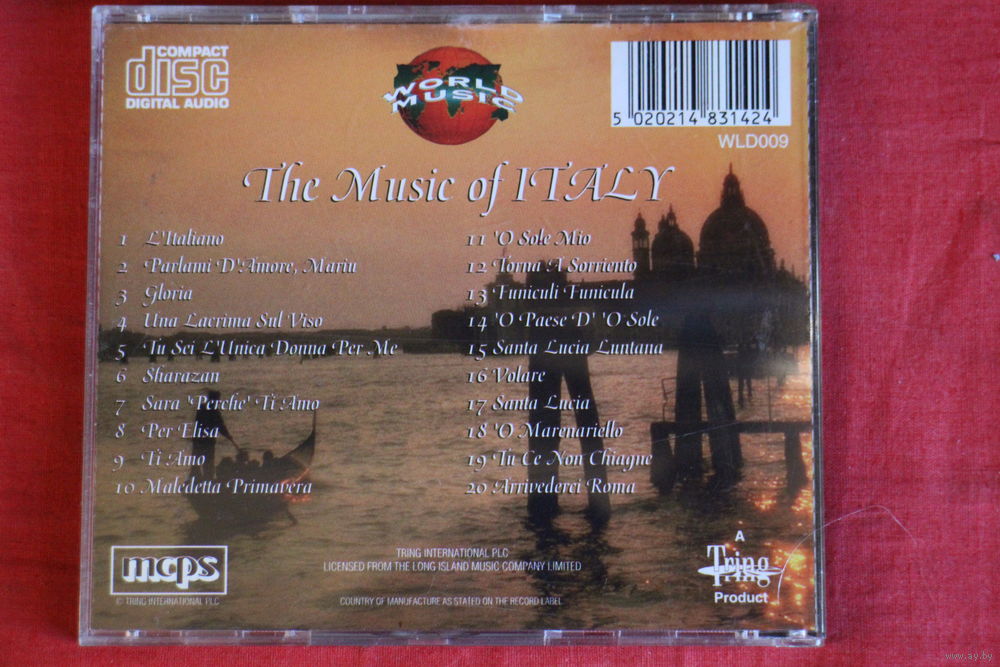 COMPACT
disc
DIGITAL AUDIO
WORLD
MUSIC
5 020214 831424
WLD009
The Music of ITALY
1 L'Italiano
2 Parlami D'Amore, Mariu
3 Gloria
4 Una Lacrima Sul Viso
5 Tu Sei L'Unica Donna Per Me
6 Sharazan
7 Sara 'Perche' Ti Amo
8 Per Elisa
9 Ti Amo
10 Maledetta Primavera
11 'O Sole Mio
12 Torna A Sorriento
13 Funiculi Funicula
14 'O Paese D' 'O Sole
15 Santa Lucia Luntana
16 Volare
17 Santa Lucia
18 'O Marenariello
19 Tu Ce Non Chiagne
20 Arrivederci Roma
mcps
© TRING INTERNATIONAL PLC
TRING INTERNATIONAL PLC
LICENSED FROM THE LONG ISLAND MUSIC COMPANY LIMITED
COUNTRY OF MANUFACTURE AS STATED ON THE RECORD LABEL
A
Tring
Tring
Product
www.ay.by